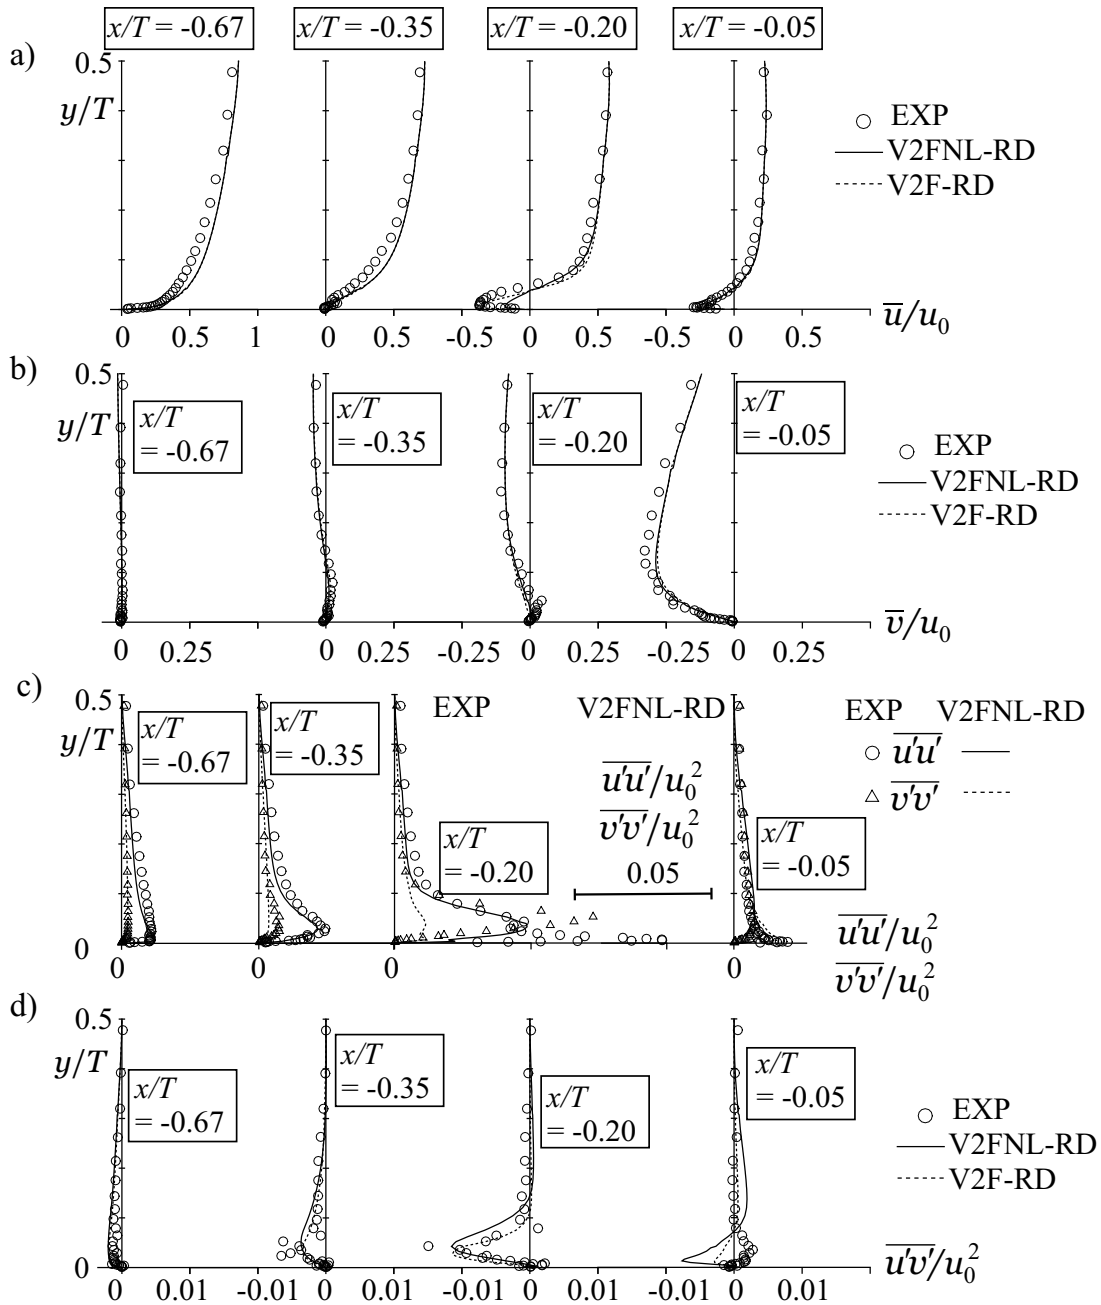 x/T = -0.67 x/T = -0.35 x/T = -0.20 x/T = -0.05
a)
0.5
y/T
EXP
V2FNL-RD
V2F-RD
0 0.5 1 0 0.5 -0.5 0 0.5 -0.5 0 0.5 u̅/u₀
b)
0.5
y/T
x/T = -0.67
x/T = -0.35
x/T = -0.20
x/T = -0.05
EXP
V2FNL-RD
V2F-RD
0 0.25 0 0.25 -0.25 0 0.25 -0.25 0 0.25 v̅/u₀
c)
0.5
y/T
x/T = -0.67
x/T = -0.35
EXP V2FNL-RD
u'u'/u₀²
v'v'/u₀²
0.05
x/T = -0.20
x/T = -0.05
EXP V2FNL-RD
u'u'
v'v'
0
0 0 0 0
u'u'/u₀²
v'v'/u₀²
d)
0.5
y/T
x/T = -0.67
x/T = -0.35
x/T = -0.20
x/T = -0.05
EXP
V2FNL-RD
V2F-RD
0
0 0.01 0 0.01 -0.01 0 0.01 -0.01 0 0.01 u'v'/u₀²